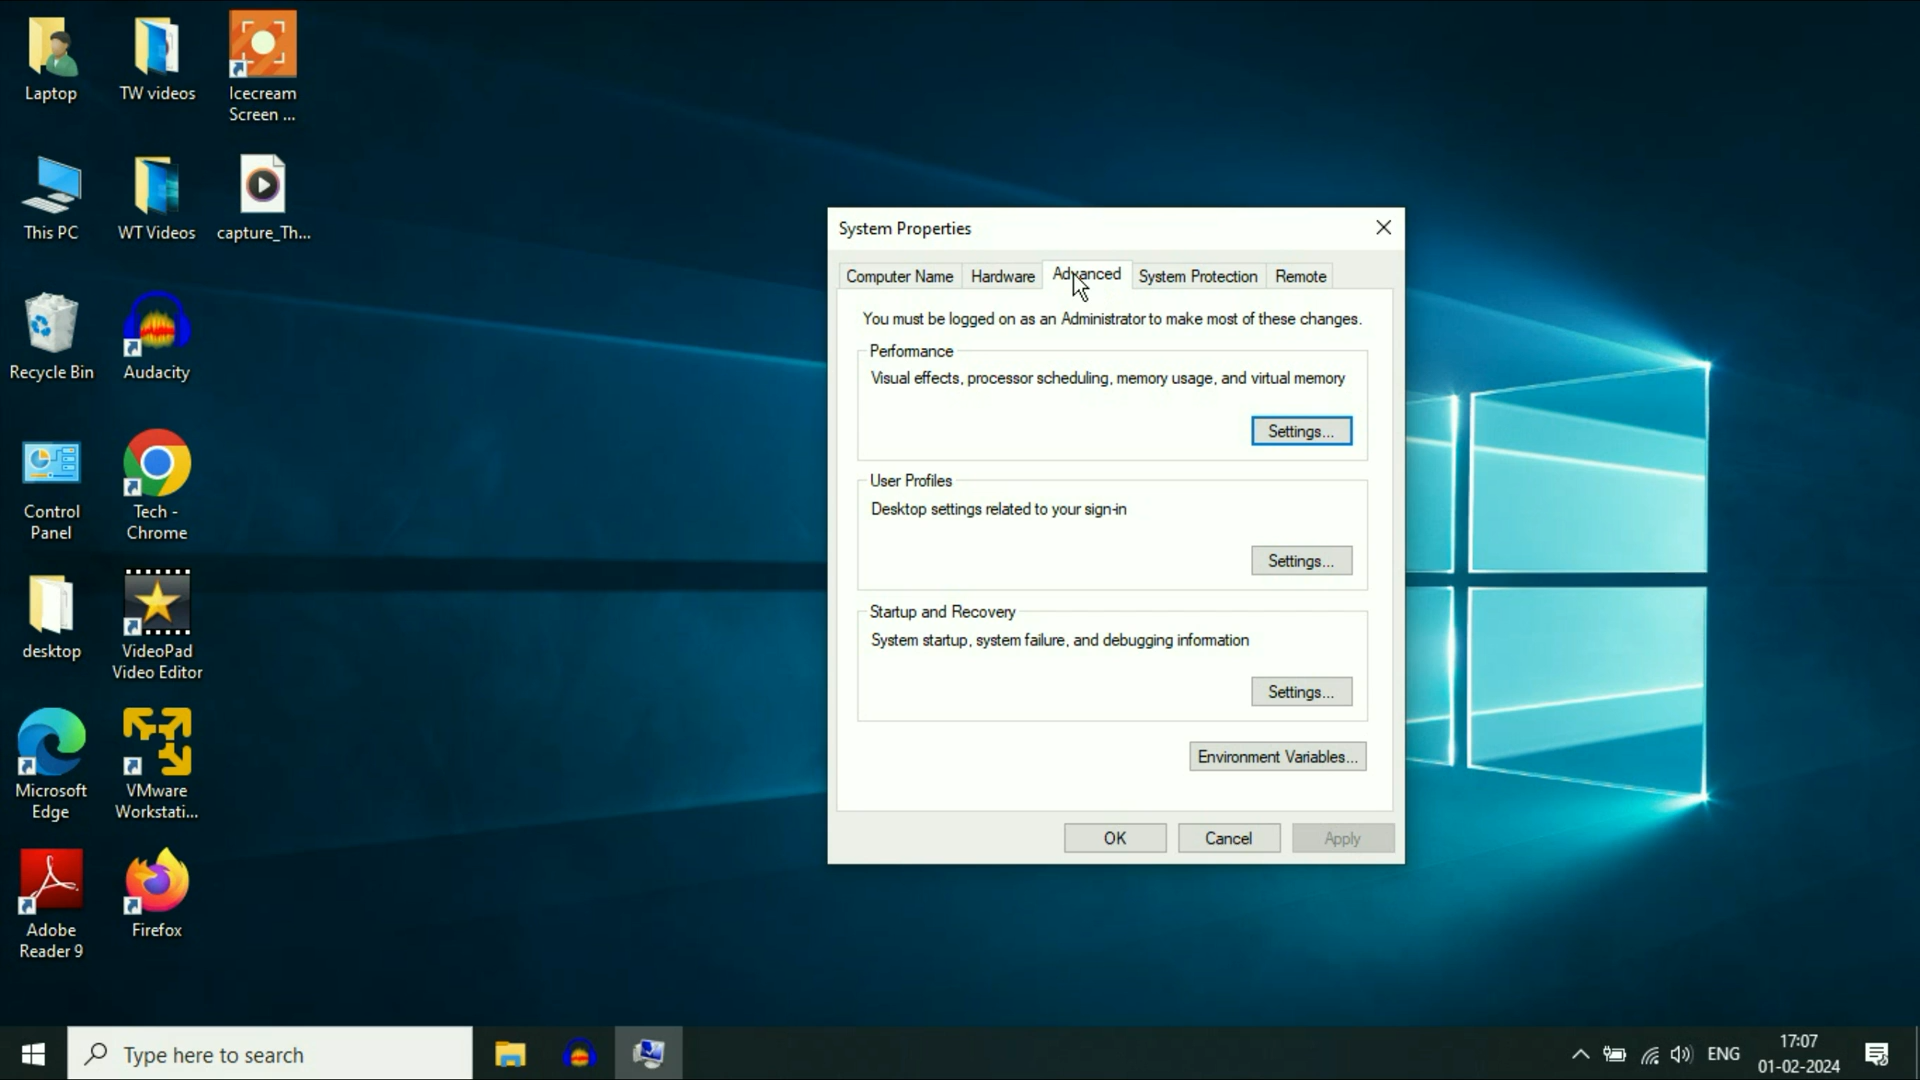 Laptop
TW videos
Icecream
Screen ...
This PC
WT Videos
capture_Th...
Recycle Bin
Audacity
Control
Panel
Tech -
Chrome
desktop
VideoPad
Video Editor
Microsoft
Edge
VMware
Workstati...
Adobe
Reader 9
Firefox
System Properties
Computer Name
Hardware
Advanced
System Protection
Remote
You must be logged on as an Administrator to make most of these changes.
Performance
Visual effects, processor scheduling, memory usage, and virtual memory
Settings...
User Profiles
Desktop settings related to your sign-in
Settings...
Startup and Recovery
System startup, system failure, and debugging information
Settings...
Environment Variables...
OK
Cancel
Apply
Type here to search
ENG
17:07
01-02-2024